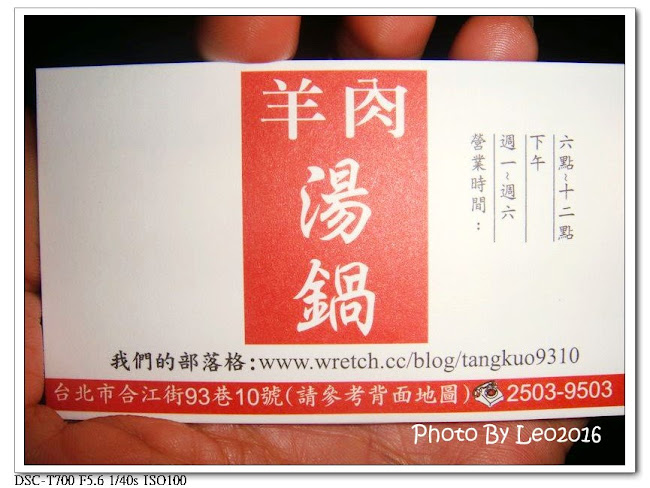 羊肉
湯
鍋
營業時間：
週一~週六
下午
六點~十二點
我們的部落格:www.wretch.cc/blog/tangkuo9310
台北市合江街93巷10號(請參考背面地圖)☎2503-9503
Photo By Leo2016
DSC-T700 F5.6 1/40s ISO100